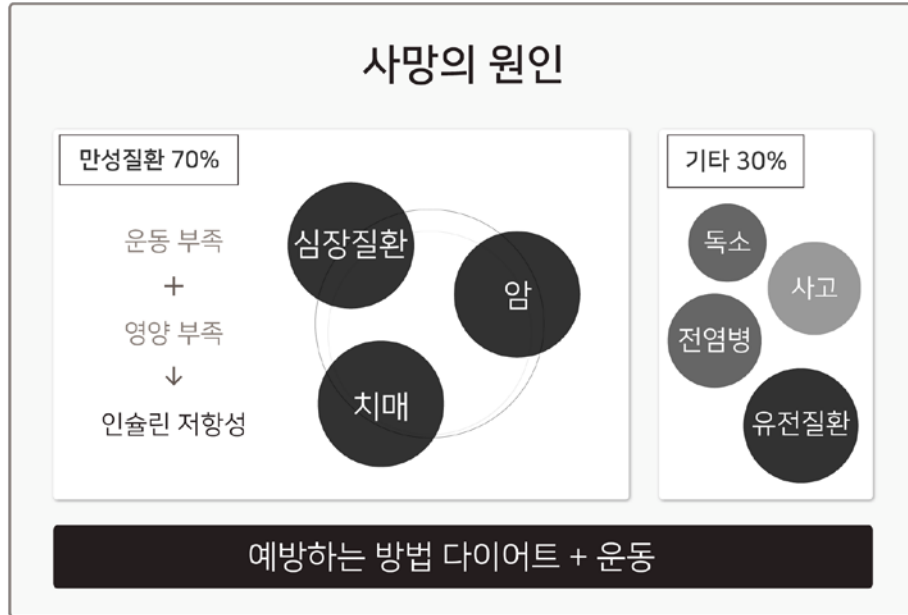 사망의 원인
만성질환 70%
운동 부족
+
영양 부족
↓
인슐린 저항성
심장질환
암
치매
기타 30%
독소
사고
전염병
유전질환
예방하는 방법 다이어트 + 운동